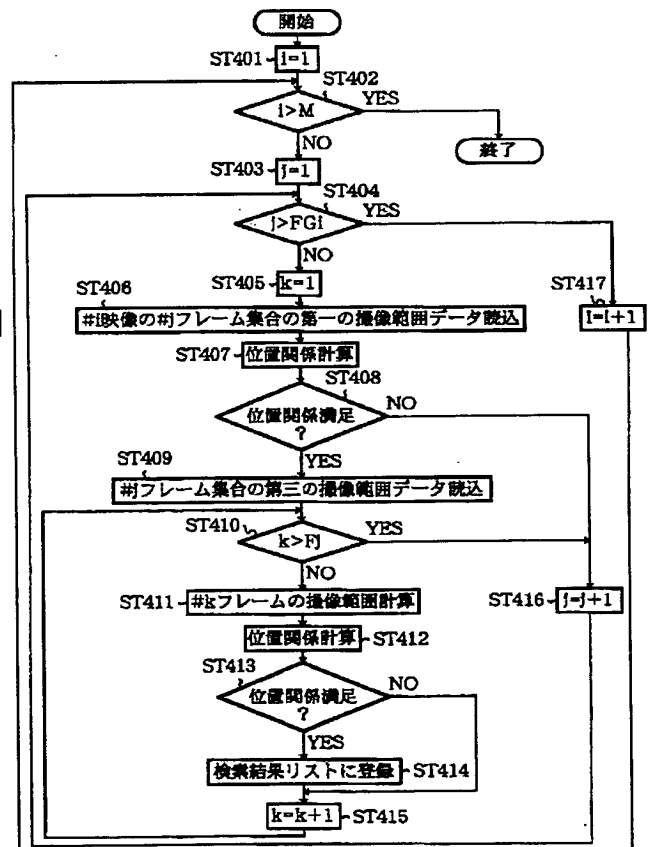 開始
ST401
i=1
ST402
i>M
YES
NO
終了
ST403
j=1
ST404
j>FGi
YES
NO
ST405
k=1
ST417
i=i+1
ST406
#i映像の#jフレーム集合の第一の撮像範囲データ読込
ST407
位置関係計算
ST408
位置関係満足
?
NO
YES
ST409
#jフレーム集合の第三の撮像範囲データ読込
ST410
k>Fj
YES
NO
ST411
#kフレームの撮像範囲計算
ST416
j=j+1
位置関係計算
ST412
ST413
位置関係満足
?
NO
YES
検索結果リストに登録
ST414
k=k+1
ST415